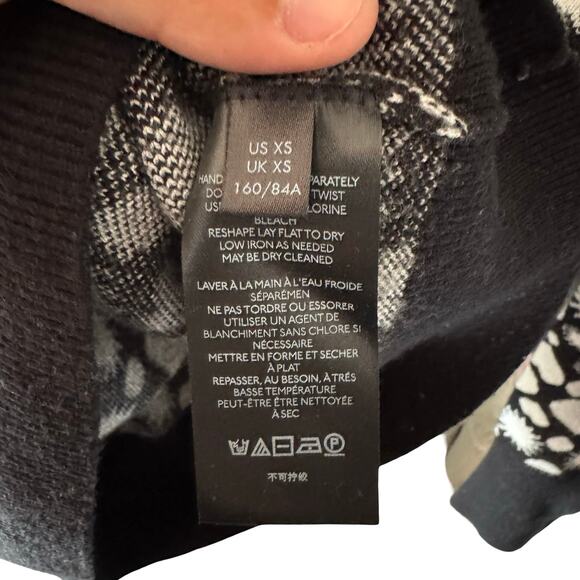 US XS
UK XS
160/84A
HAND PARATELY
DO TWIST
US LORINE
BLEACH
RESHAPE LAY FLAT TO DRY
LOW IRON AS NEEDED
MAY BE DRY CLEANED
LAVER À LA MAIN À L'EAU FROIDE
SÉPARÉMEN
NE PAS TORDRE OU ESSORER
UTILISER UN AGENT DE
BLANCHIMENT SANS CHLORE SI
NÉCESSAIRE
METTRE EN FORME ET SECHER
À PLAT
REPASSER, AU BESOIN, À TRÉS
BASSE TEMPÉRATURE
PEUT-ÊTRE ÊTRE NETTOYÉE
À SEC
P
不可拧绞